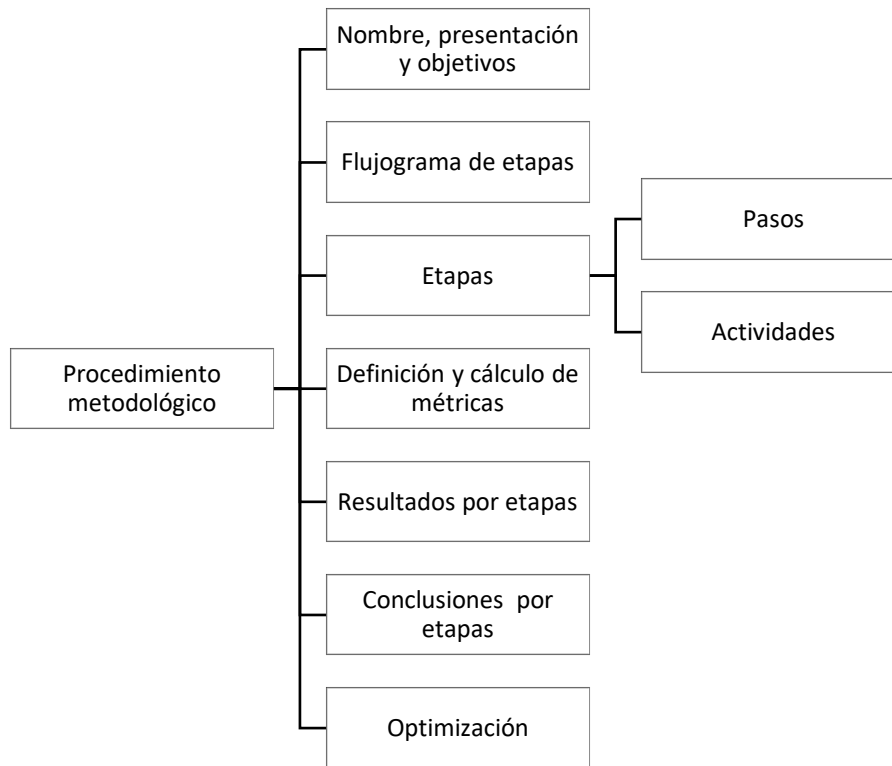 Procedimiento
metodológico
Nombre, presentación
y objetivos
Flujograma de etapas
Etapas
Pasos
Actividades
Definición y cálculo de
métricas
Resultados por etapas
Conclusiones por
etapas
Optimización